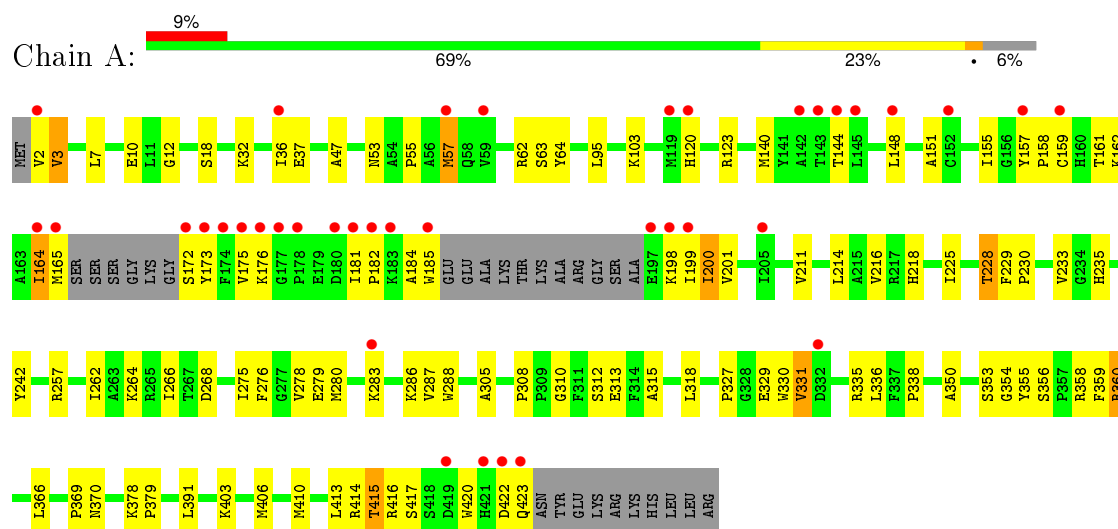 9%
Chain A:
69% 23% • 6%
MET V2 V3 L7 E10 L11 G12 S18 K32 I36 E37 A47 N53 A54 P55 A56 M57 Q58 V59 R62 S63 Y64 L95 K103 M119 H120 R123 M140 Y141 A142 T143 T144 L145 L148 A151 C152 I155 G156 Y157 P158 C159 H160 T161 K162
A163 I164 M165 SER SER SER GLY LYS GLY S172 Y173 F174 V175 K176 G177 P178 E179 D180 I181 P182 K183 A184 W185 GLU GLU ALA LYS THR LYS LYS ALA ARG GLY SER ALA E197 K198 I199 I200 V201 I205 V211 L214 A215 V216 R217 H218 I225 T228 F229 P230 V233 G234 H235
Y242 R257 I262 A263 K264 R265 I266 T267 D268 I275 F276 G277 V278 E279 M280 K283 K286 V287 W288 A305 P308 P309 G310 F311 S312 E313 F314 A315 L318 P327 G328 E329 W330 V331 D332 R335 L336 F337 P338 A350 S353 G354 Y355 S356 P357 R358 F359 R360
L366 P369 N370 K378 P379 L391 K403 M406 M410 L413 R414 T415 R416 S417 S418 D419 W420 H421 D422 Q423 ASN TYR GLU LYS ARG LYS HIS LEU LEU ARG